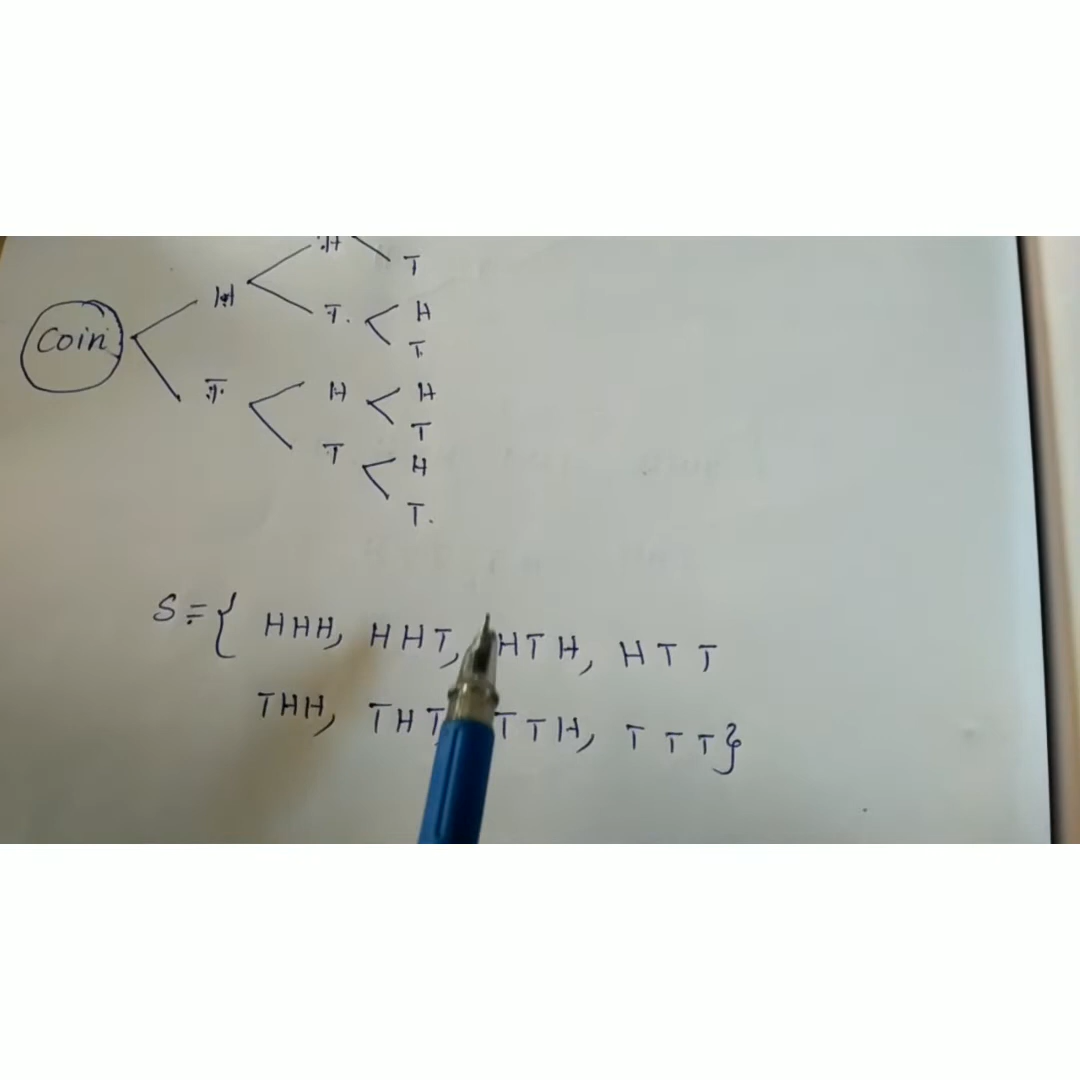 H
T
H
T. H
Coin
T
T. H H
T
T H
T.
S = { HHH, HHT, HTH, HTT
THH, THT, TTH, TTT}